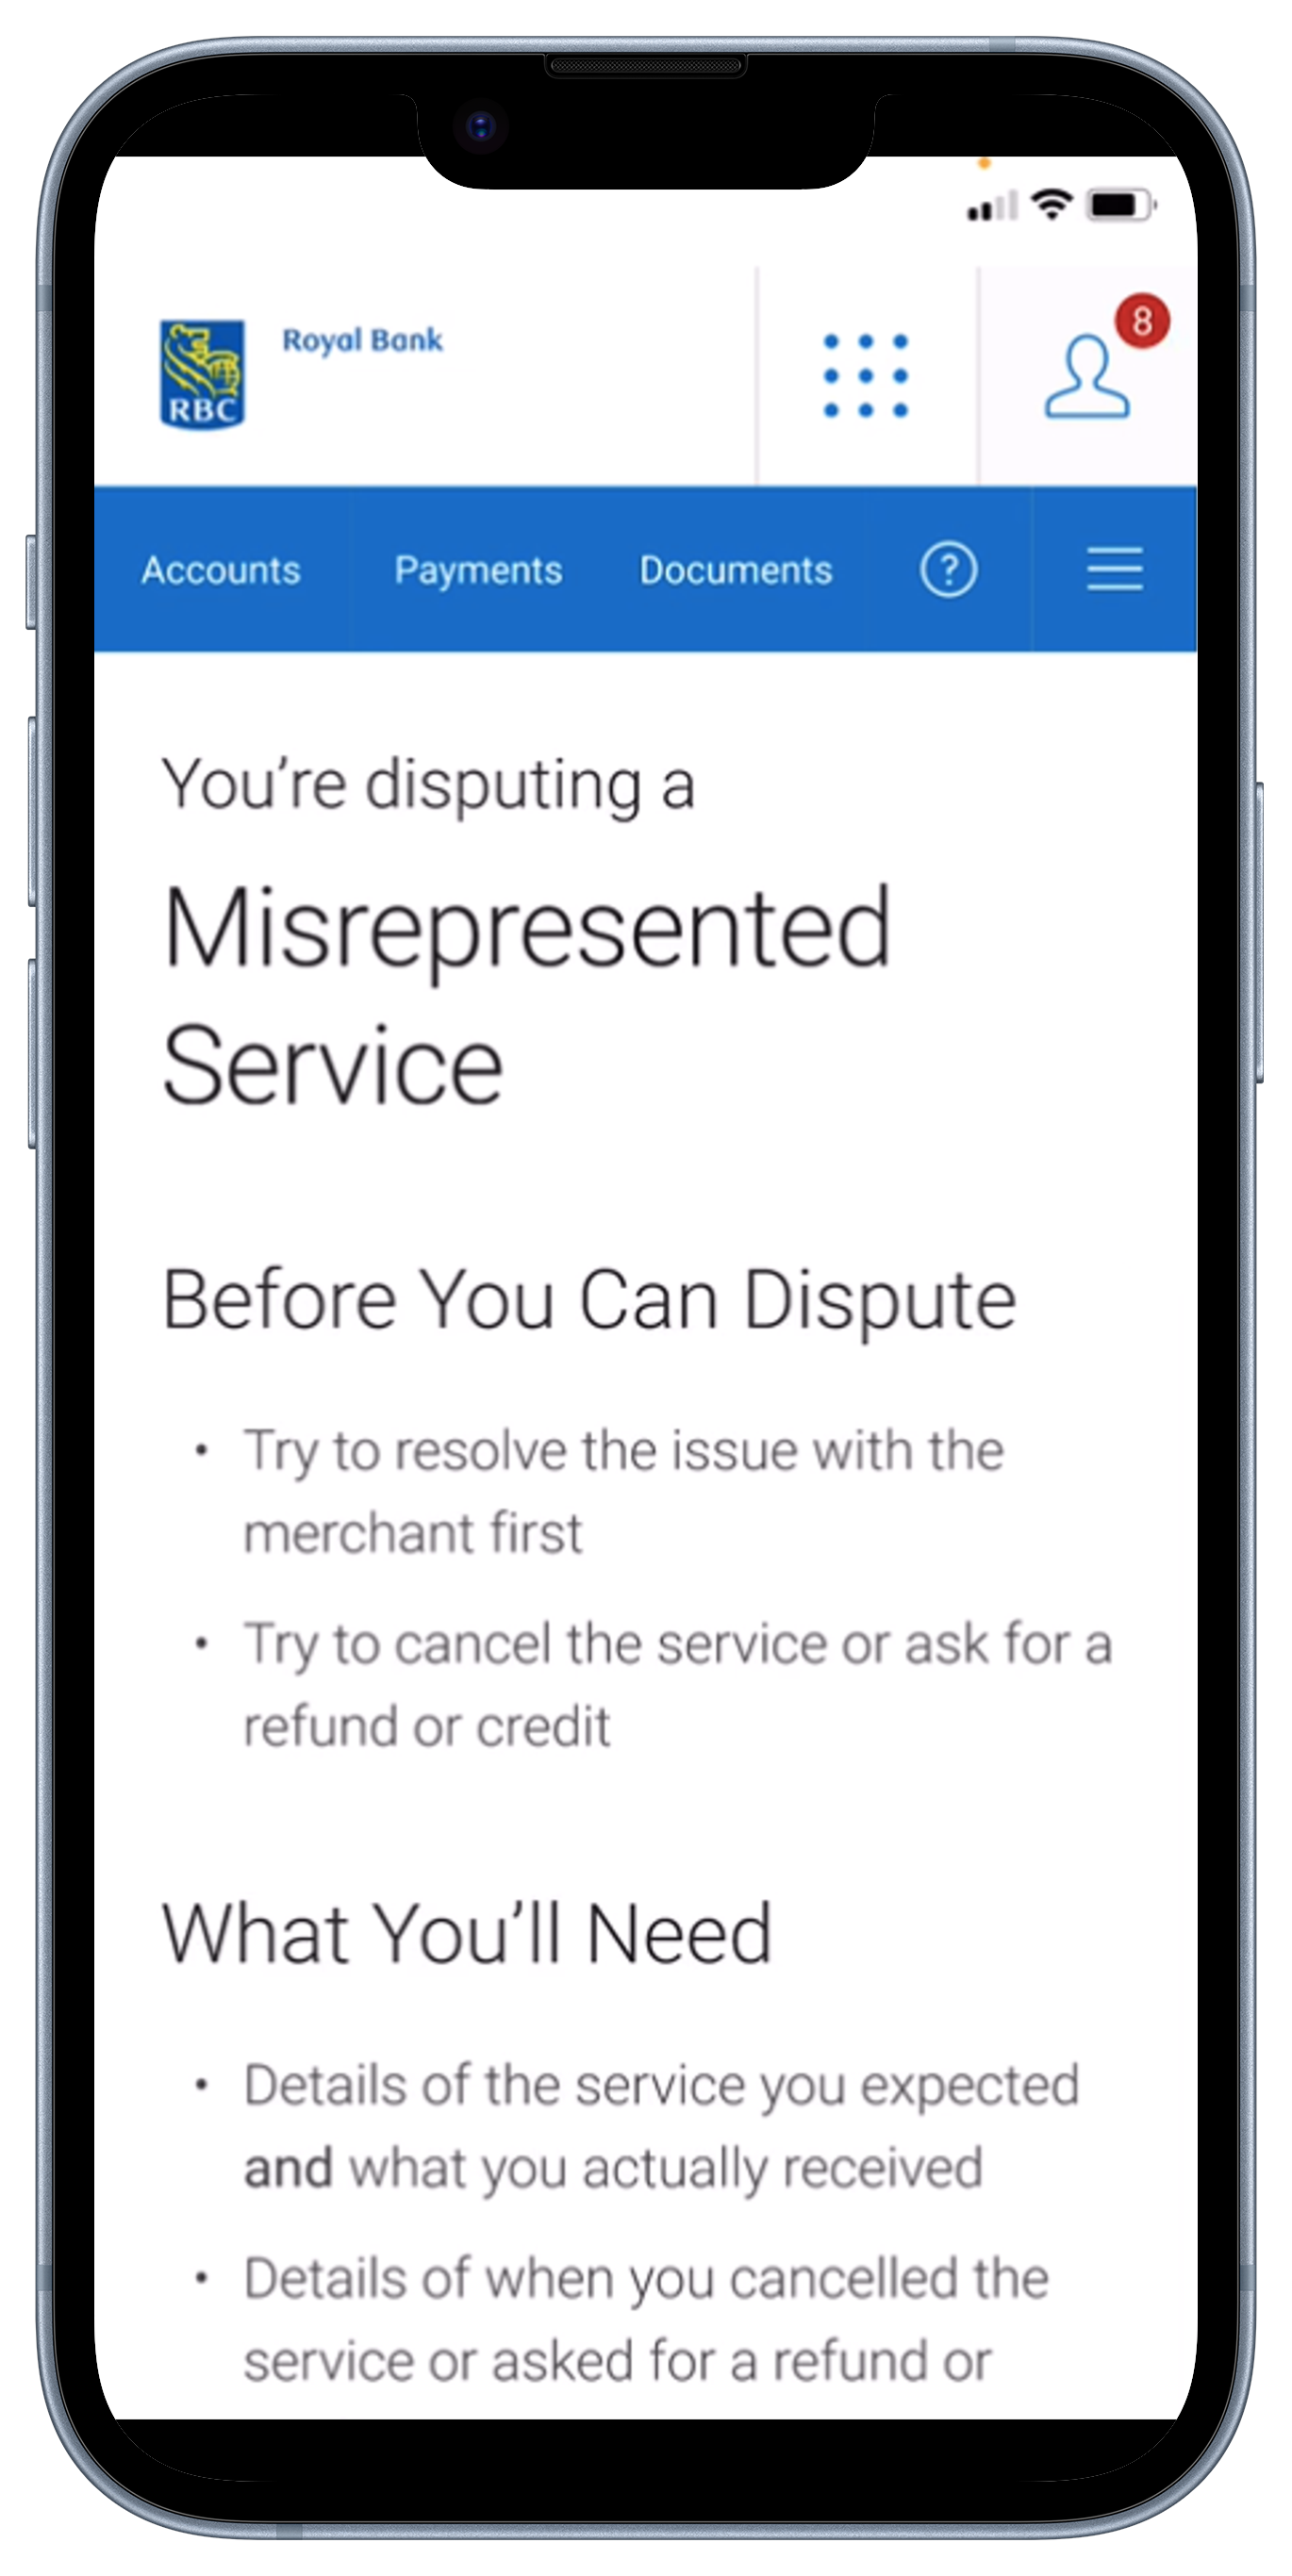 8
RBC
Royal Bank
Accounts Payments Documents ?
You're disputing a
Misrepresented
Service
Before You Can Dispute
• Try to resolve the issue with the
merchant first
• Try to cancel the service or ask for a
refund or credit
What You'll Need
• Details of the service you expected
and what you actually received
• Details of when you cancelled the
service or asked for a refund or